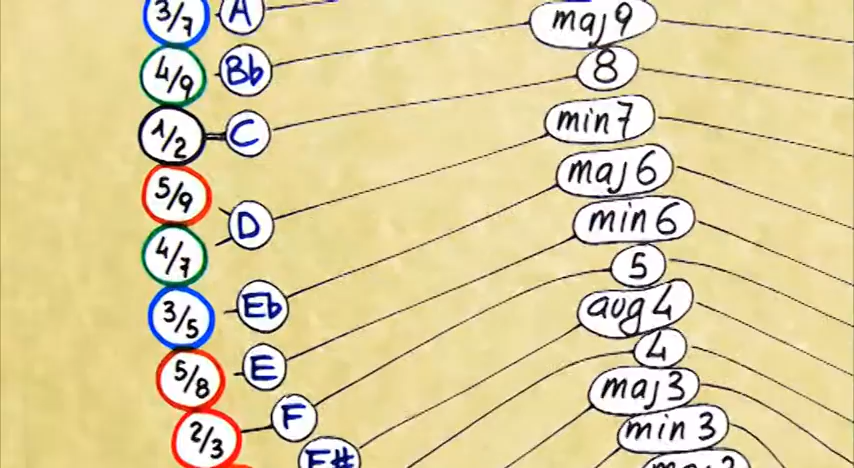 3/7 A
maj9
4/9 Bb
8
1/2 C
min7
5/9
maj6
D
min6
4/7
5
3/5 Eb
aug4
5/8 E
4
maj3
2/3 F
min3
F#